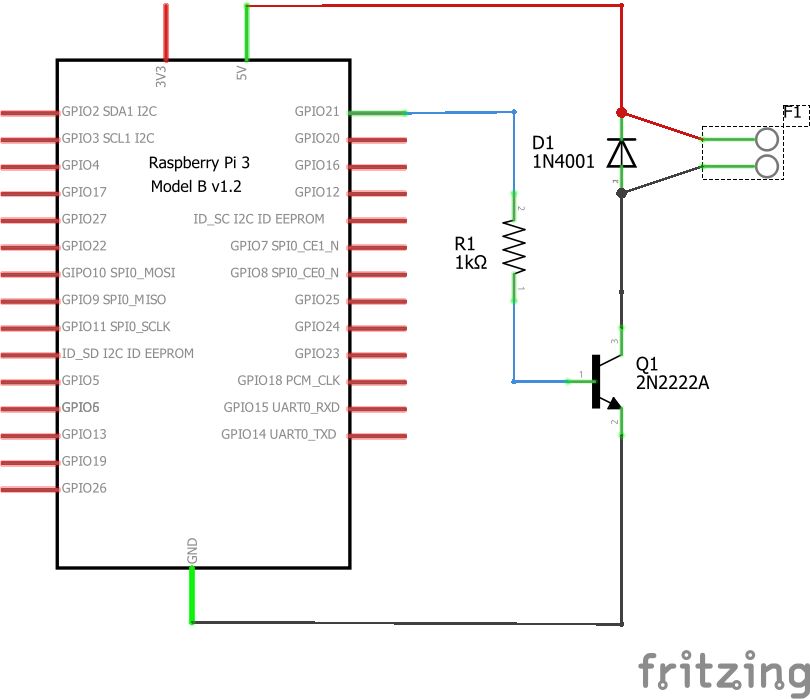 3V3
5V
GPIO2 SDA1 I2C
GPIO3 SCL1 I2C
GPIO4
GPIO17
GPIO27
GPIO22
GIPO10 SPI0_MOSI
GPIO9 SPI0_MISO
GPIO11 SPI0_SCLK
ID_SD I2C ID EEPROM
GPIO5
GPIO6
GPIO13
GPIO19
GPIO26
Raspberry Pi 3
Model B v1.2
GPIO21
GPIO20
GPIO16
GPIO12
ID_SC I2C ID EEPROM
GPIO7 SPI0_CE1_N
GPIO8 SPI0_CE0_N
GPIO25
GPIO24
GPIO23
GPIO18 PCM_CLK
GPIO15 UART0_RXD
GPIO14 UART0_TXD
GND
2
R1
1kΩ
1
D1
1N4001
F1
3
1
Q1
2N2222A
2
fritzing